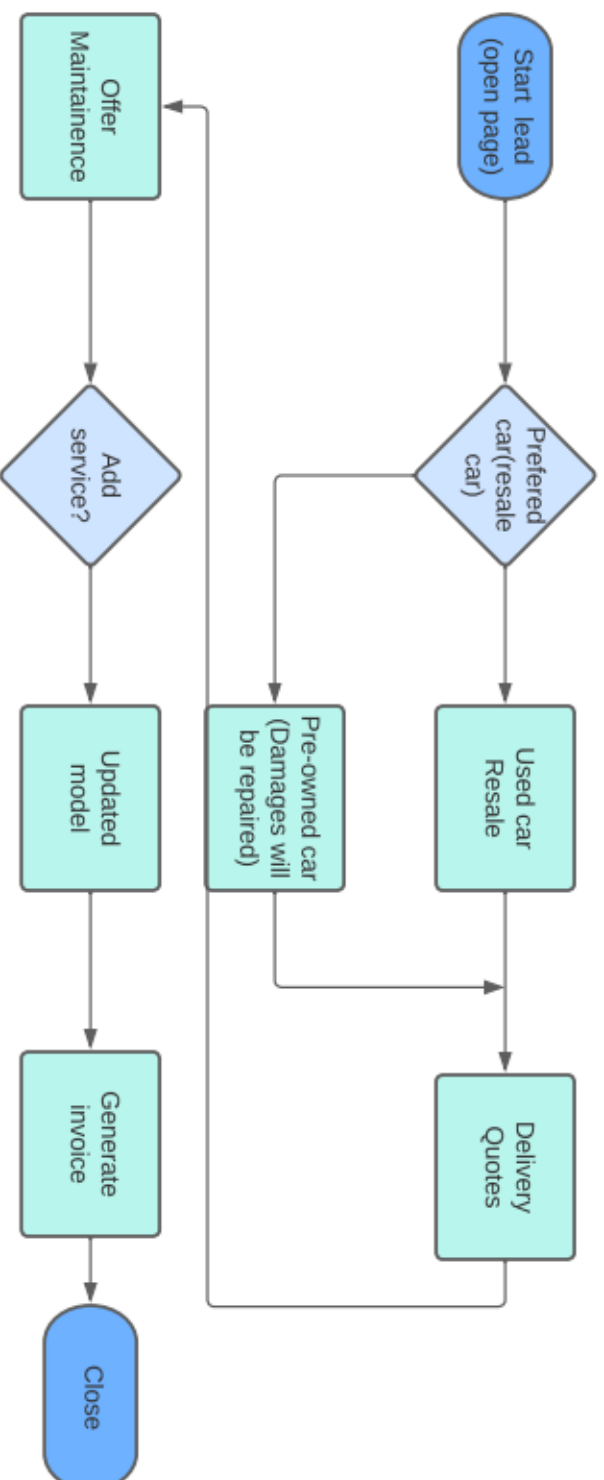 Start lead
(open page)
Prefered
car(resale
car)
Used car
Resale
Delivery
Quotes
Pre-owned car
(Damages will
be repaired)
Offer
Maintainence
Add
service?
Updated
model
Generate
invoice
Close